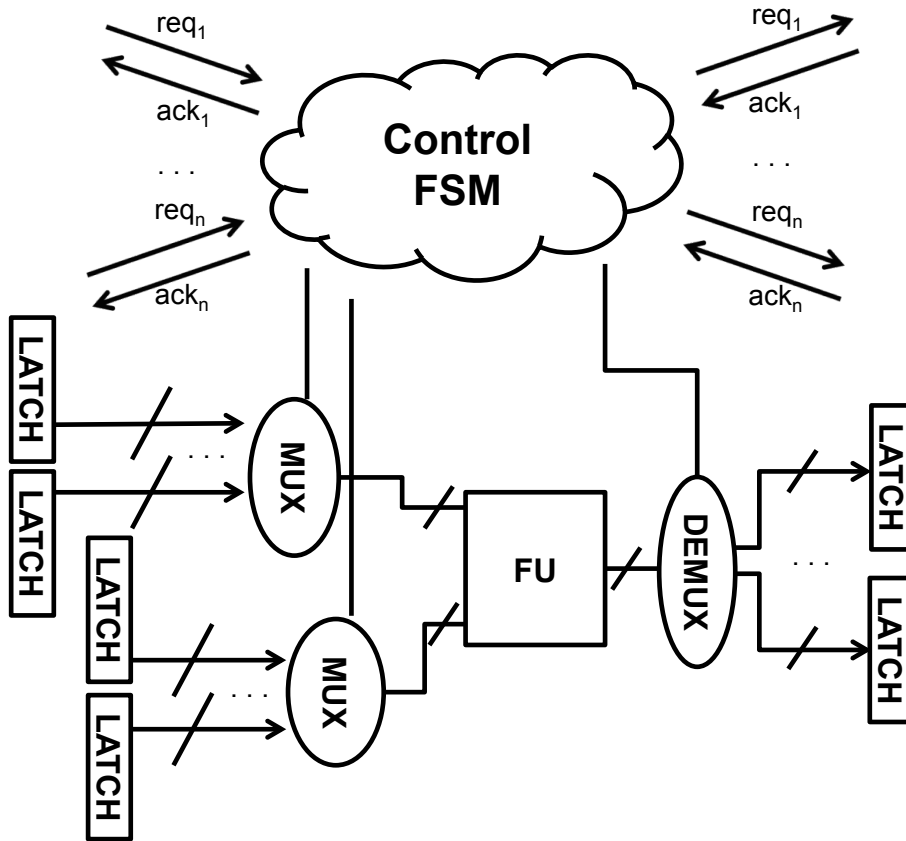 req1
req1
ack1
ack1
. . .
. . .
Control
FSM
reqn
reqn
ackn
ackn
LATCH
LATCH
. . .
MUX
LATCH
LATCH
. . .
MUX
FU
DEMUX
LATCH
. . .
LATCH